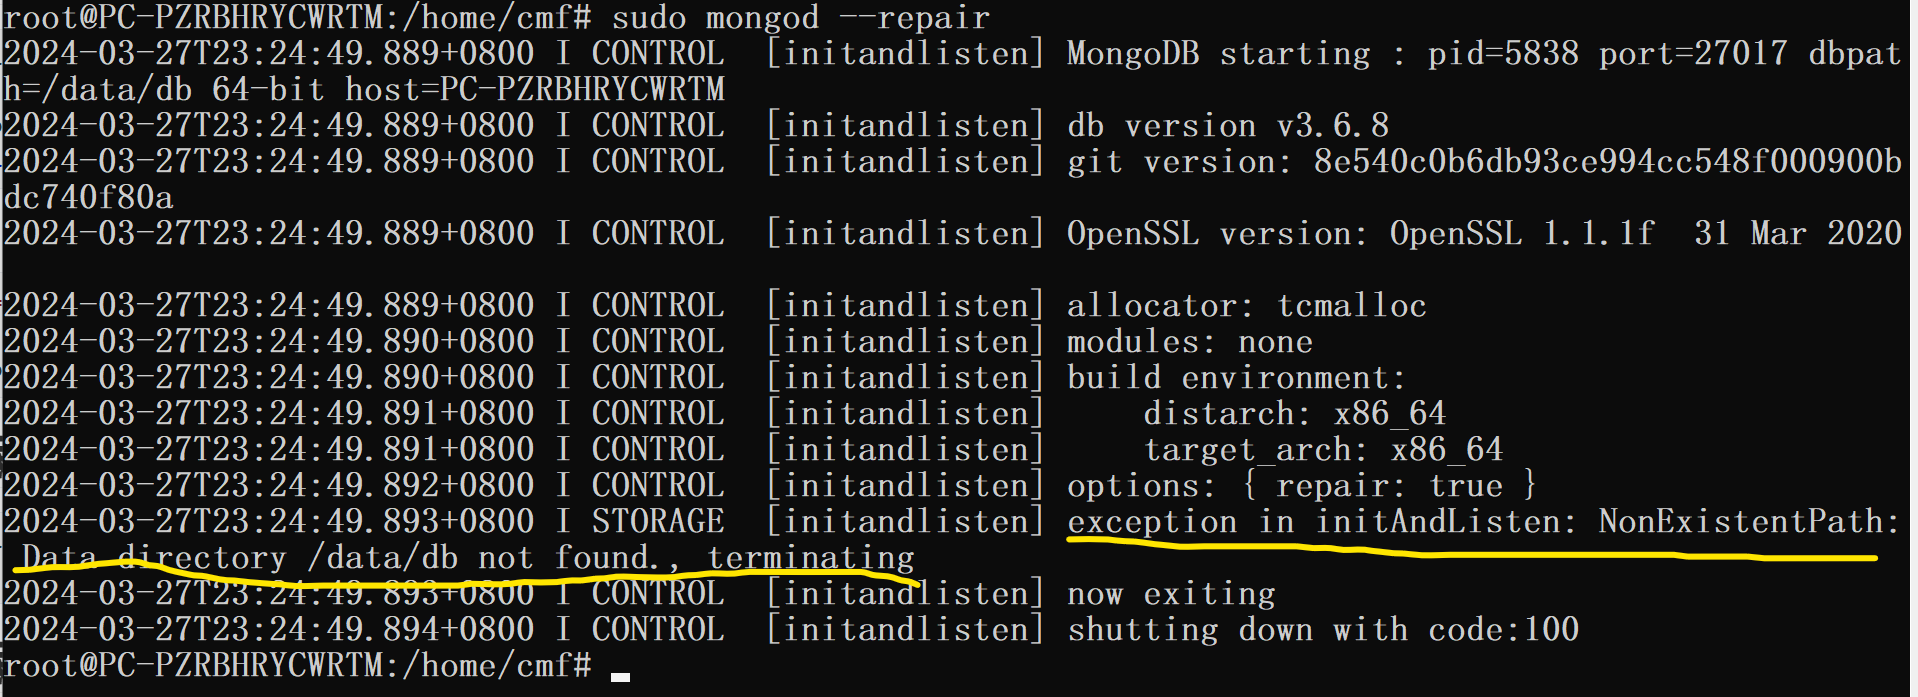 root@PC-PZRBHRYCWRTM:/home/cmf# sudo mongod --repair
2024-03-27T23:24:49.889+0800 I CONTROL  [initandlisten] MongoDB starting : pid=5838 port=27017 dbpat
h=/data/db 64-bit host=PC-PZRBHRYCWRTM
2024-03-27T23:24:49.889+0800 I CONTROL  [initandlisten] db version v3.6.8
2024-03-27T23:24:49.889+0800 I CONTROL  [initandlisten] git version: 8e540c0b6db93ce994cc548f000900b
dc740f80a
2024-03-27T23:24:49.889+0800 I CONTROL  [initandlisten] OpenSSL version: OpenSSL 1.1.1f  31 Mar 2020
2024-03-27T23:24:49.889+0800 I CONTROL  [initandlisten] allocator: tcmalloc
2024-03-27T23:24:49.890+0800 I CONTROL  [initandlisten] modules: none
2024-03-27T23:24:49.890+0800 I CONTROL  [initandlisten] build environment:
2024-03-27T23:24:49.891+0800 I CONTROL  [initandlisten]     distarch: x86_64
2024-03-27T23:24:49.891+0800 I CONTROL  [initandlisten]     target_arch: x86_64
2024-03-27T23:24:49.892+0800 I CONTROL  [initandlisten] options: { repair: true }
2024-03-27T23:24:49.893+0800 I STORAGE  [initandlisten] exception in initAndListen: NonExistentPath:
 Data directory /data/db not found., terminating
2024-03-27T23:24:49.893+0800 I CONTROL  [initandlisten] now exiting
2024-03-27T23:24:49.894+0800 I CONTROL  [initandlisten] shutting down with code:100
root@PC-PZRBHRYCWRTM:/home/cmf#